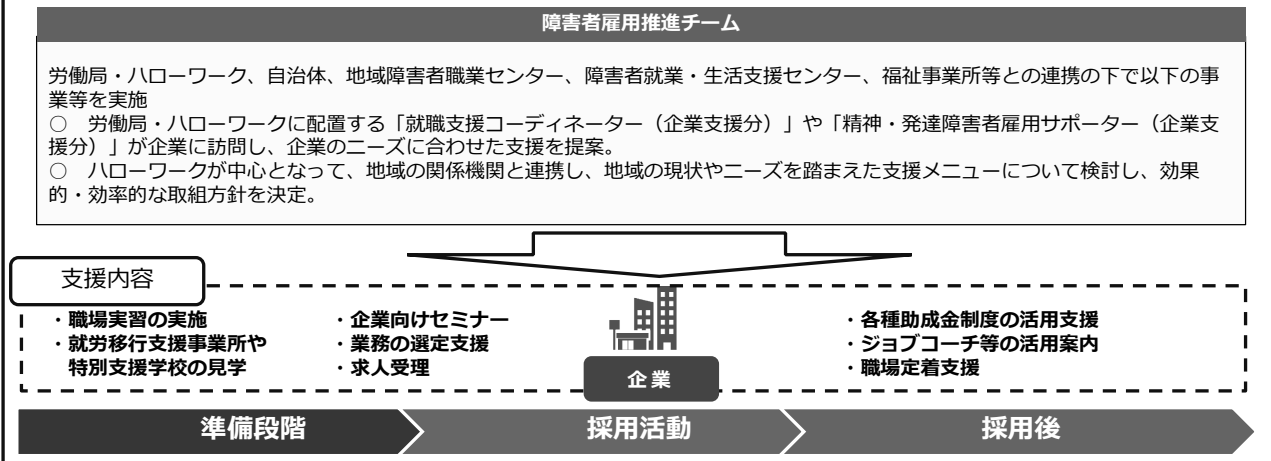 障害者雇用推進チーム
労働局・ハローワーク、自治体、地域障害者職業センター、障害者就業・生活支援センター、福祉事業所等との連携の下で以下の事
業等を実施
○　労働局・ハローワークに配置する「就職支援コーディネーター（企業支援分）」や「精神・発達障害者雇用サポーター（企業支
援分）」が企業に訪問し、企業のニーズに合わせた支援を提案。
○　ハローワークが中心となって、地域の関係機関と連携し、地域の現状やニーズを踏まえた支援メニューについて検討し、効果
的・効率的な取組方針を決定。
支援内容
・職場実習の実施
・就労移行支援事業所や
特別支援学校の見学
・企業向けセミナー
・業務の選定支援
・求人受理
企業
・各種助成金制度の活用支援
・ジョブコーチ等の活用案内
・職場定着支援
準備段階
採用活動
採用後